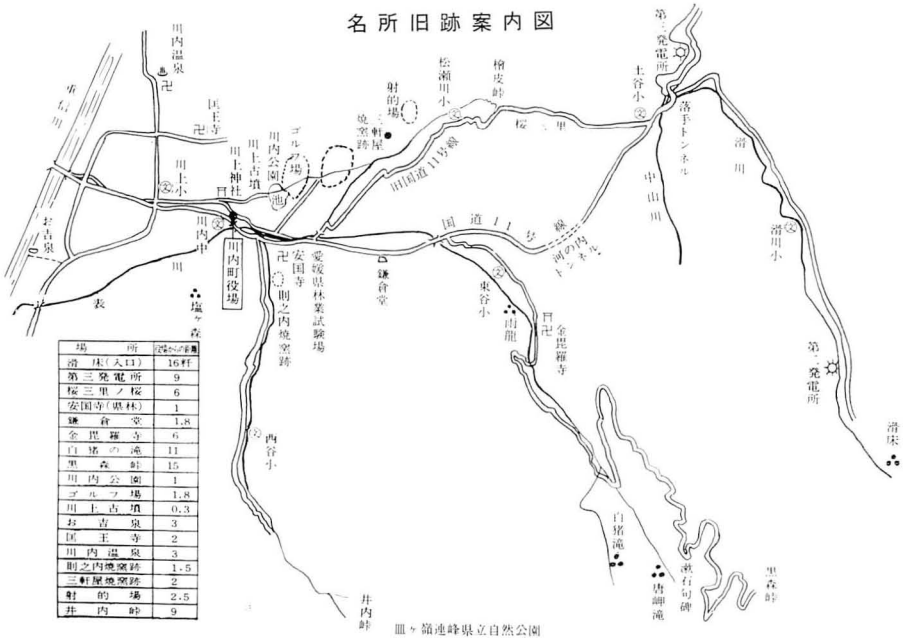 名所旧跡案内図
川内温泉
重信川
国王寺
川上小
川上神社
川上古墳
川内公園
池
ゴルフ場
三軒屋
焼窯跡
射的場
松瀬川小
檜皮峠
桜三里
旧国道11号線
国道11号線
河の内
トンネル
土谷小
第三発電所
落手トンネル
中山川
滑川
滑川小
第一発電所
滑床
お吉泉
川内中
川内町役場
表川
塩ヶ森
安国寺
則之内焼窯跡
愛媛県林業試験場
鎌倉堂
東谷小
雨龍
金毘羅寺
西谷小
井内峠
白猪滝
唐岬滝
漱石句碑
黒森峠
皿ヶ嶺連峰県立自然公園
場所 役場からの距離
滑床(入口) 16粁
第三発電所 9
桜三里ノ桜 6
安国寺(県林) 1
鎌倉堂 1.8
金毘羅寺 6
白猪の滝 11
黒森峠 15
川内公園 1
ゴルフ場 1.8
川上古墳 0.3
お吉泉 3
国王寺 2
川内温泉 3
則之内焼窯跡 1.5
三軒屋焼窯跡 2
射的場 2.5
井内峠 9